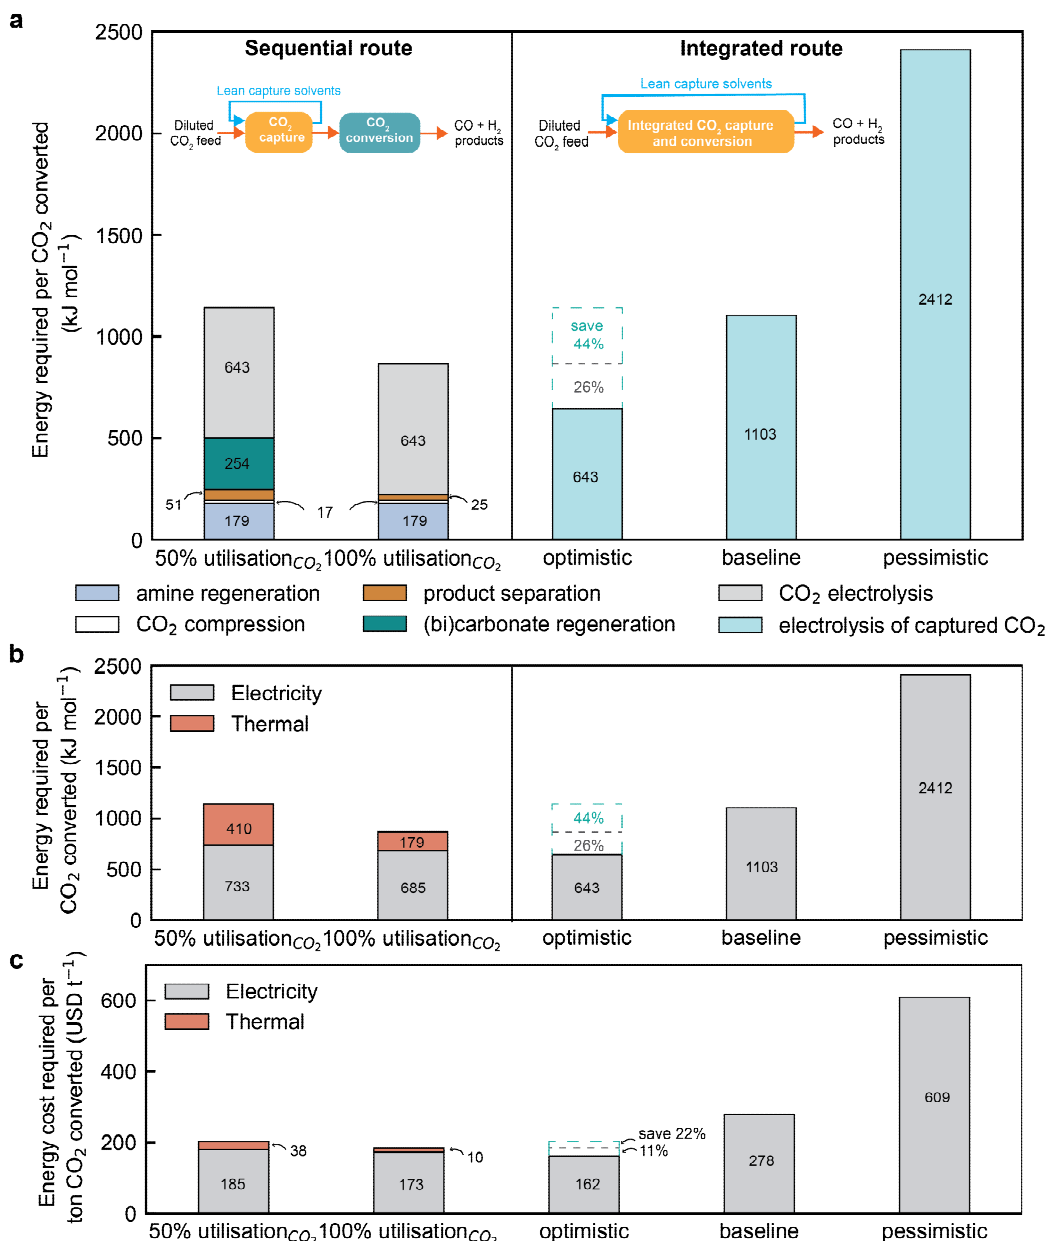 a
2500
2000
1500
1000
500
0
Energy required per CO₂ converted
(kJ mol⁻¹)
Sequential route
Lean capture solvents
Diluted
CO₂ feed
CO₂
capture
CO₂
conversion
CO + H₂
products
643
254
51
179
17
643
25
179
50% utilisation_CO₂
100% utilisation_CO₂
Integrated route
Lean capture solvents
Diluted
CO₂ feed
Integrated CO₂ capture
and conversion
CO + H₂
products
save
44%
26%
643
1103
2412
optimistic
baseline
pessimistic
amine regeneration
product separation
CO₂ electrolysis
CO₂ compression
(bi)carbonate regeneration
electrolysis of captured CO₂
b
2500
2000
1500
1000
500
0
Energy required per
CO₂ converted (kJ mol⁻¹)
Electricity
Thermal
410
733
179
685
44%
26%
643
1103
2412
50% utilisation_CO₂
100% utilisation_CO₂
optimistic
baseline
pessimistic
c
600
400
200
0
Energy cost required per
ton CO₂ converted (USD t⁻¹)
Electricity
Thermal
38
185
10
173
save 22%
11%
162
278
609
50% utilisation_CO₂
100% utilisation_CO₂
optimistic
baseline
pessimistic